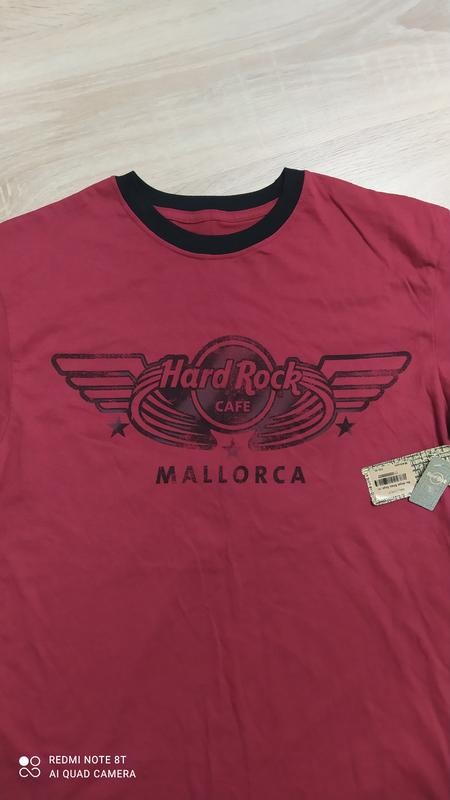 Hard Rock
CAFE
MALLORCA
REDMI NOTE 8T
AI QUAD CAMERA